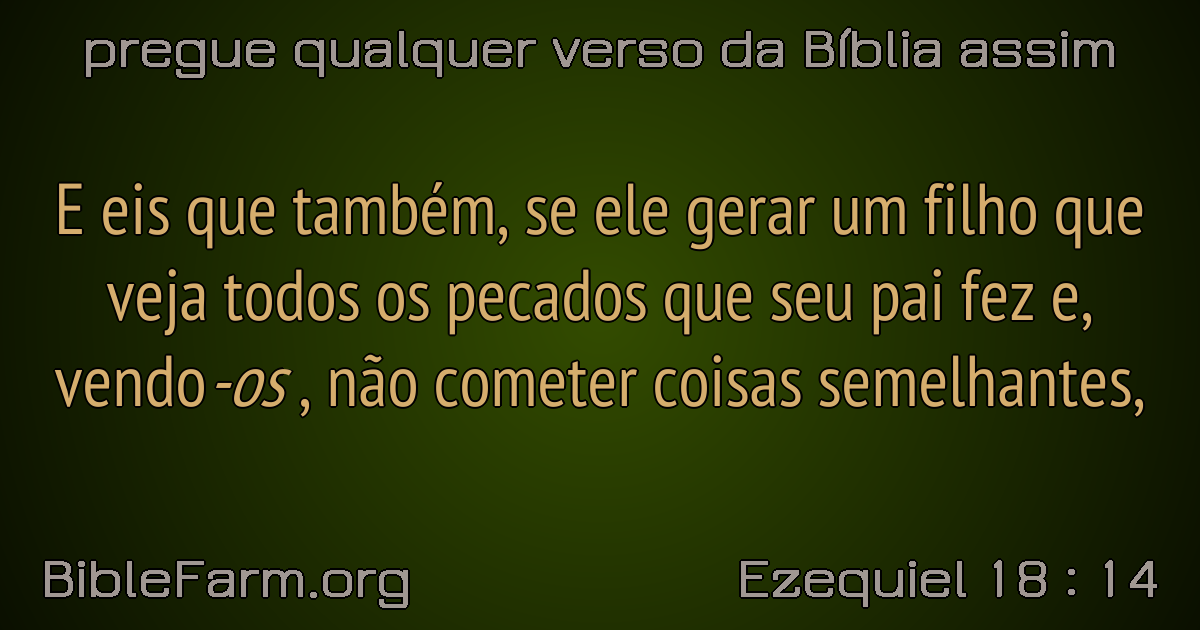 pregue qualquer verso da Bíblia assim
E eis que também, se ele gerar um filho que
veja todos os pecados que seu pai fez e,
vendo-os , não cometer coisas semelhantes,
BibleFarm.org
Ezequiel 18 : 14